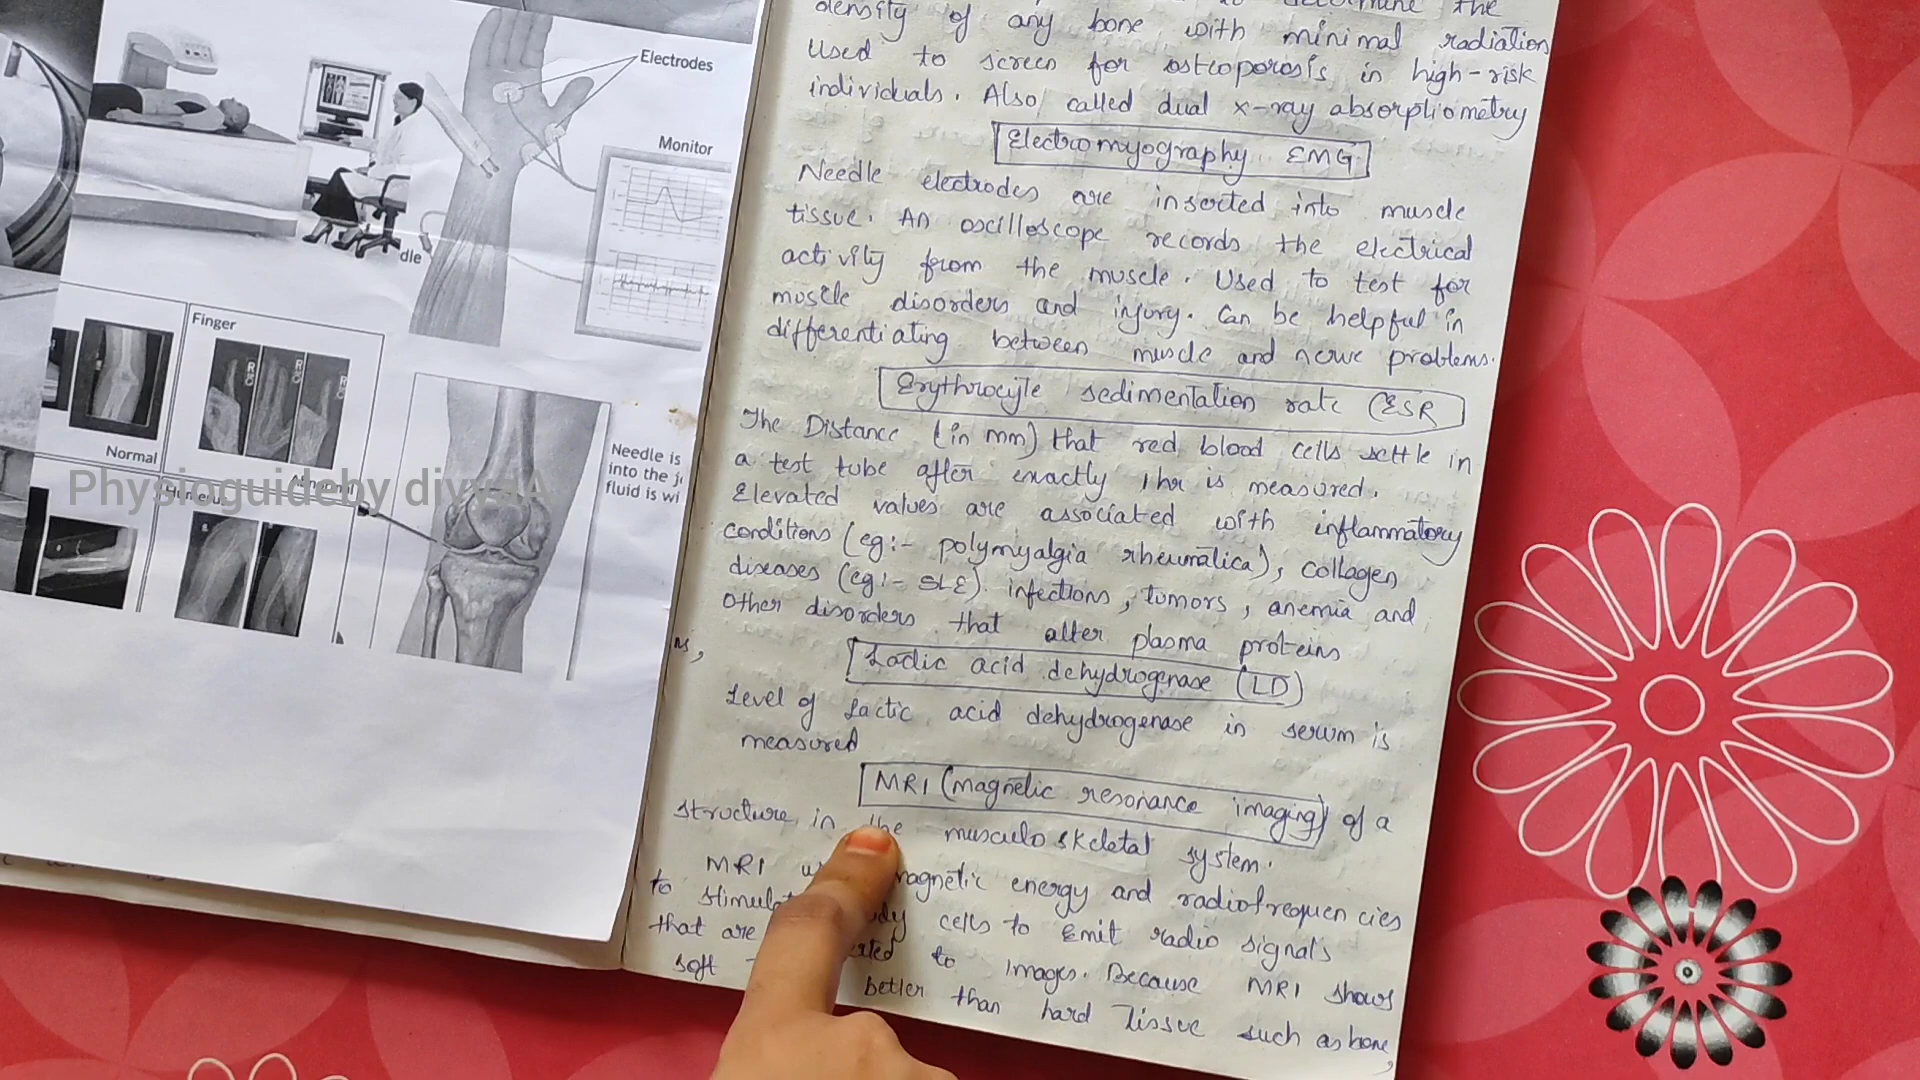 Electrodes
Monitor
dle
Finger
Normal
Needle is
into the j
fluid is wi
Physioguideby divya
density of any bone with minimal radiation
Used to screen for osteoporosis in high-risk
individuals. Also called dual x-ray absorptiometry
Electromyography EMG
Needle electrodes are inserted into muscle
tissue. An oscilloscope records the electrical
activity from the muscle. Used to test for
muscle disorders and injury. Can be helpful in
differentiating between muscle and nerve problems.
Erythrocyte sedimentation rate (ESR
The Distance (in mm) that red blood cells settle in
a test tube after exactly 1hr is measured.
Elevated values are associated with inflammatory
conditions (eg:- polymyalgia rheumatica), collagen
diseases (eg:- SLE). infections, tumors, anemia and
Other disorders that alter plasma proteins
Lactic acid dehydrogenase (LD)
Level of Lactic acid dehydrogenase in serum is
measured
MRI (magnetic resonance imaging) of a
structure in the musculoskeletal system.
MRI magnetic energy and radiofrequencies
to cells to Emit radio signals
that are to images. Because MRI shows
soft better than hard Tissue such as bone,